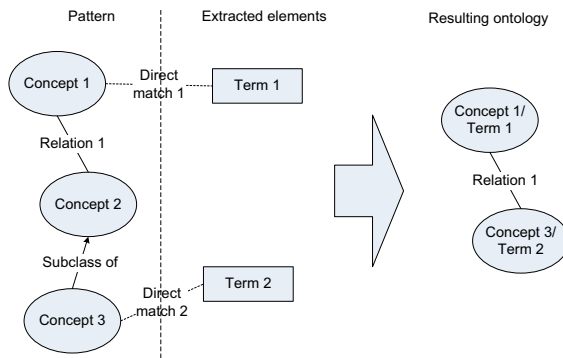 Pattern
Extracted elements
Resulting ontology
Concept 1
Direct
match 1
Term 1
Relation 1
Concept 2
Subclass of
Concept 3
Direct
match 2
Term 2
Concept 1/
Term 1
Relation 1
Concept 3/
Term 2